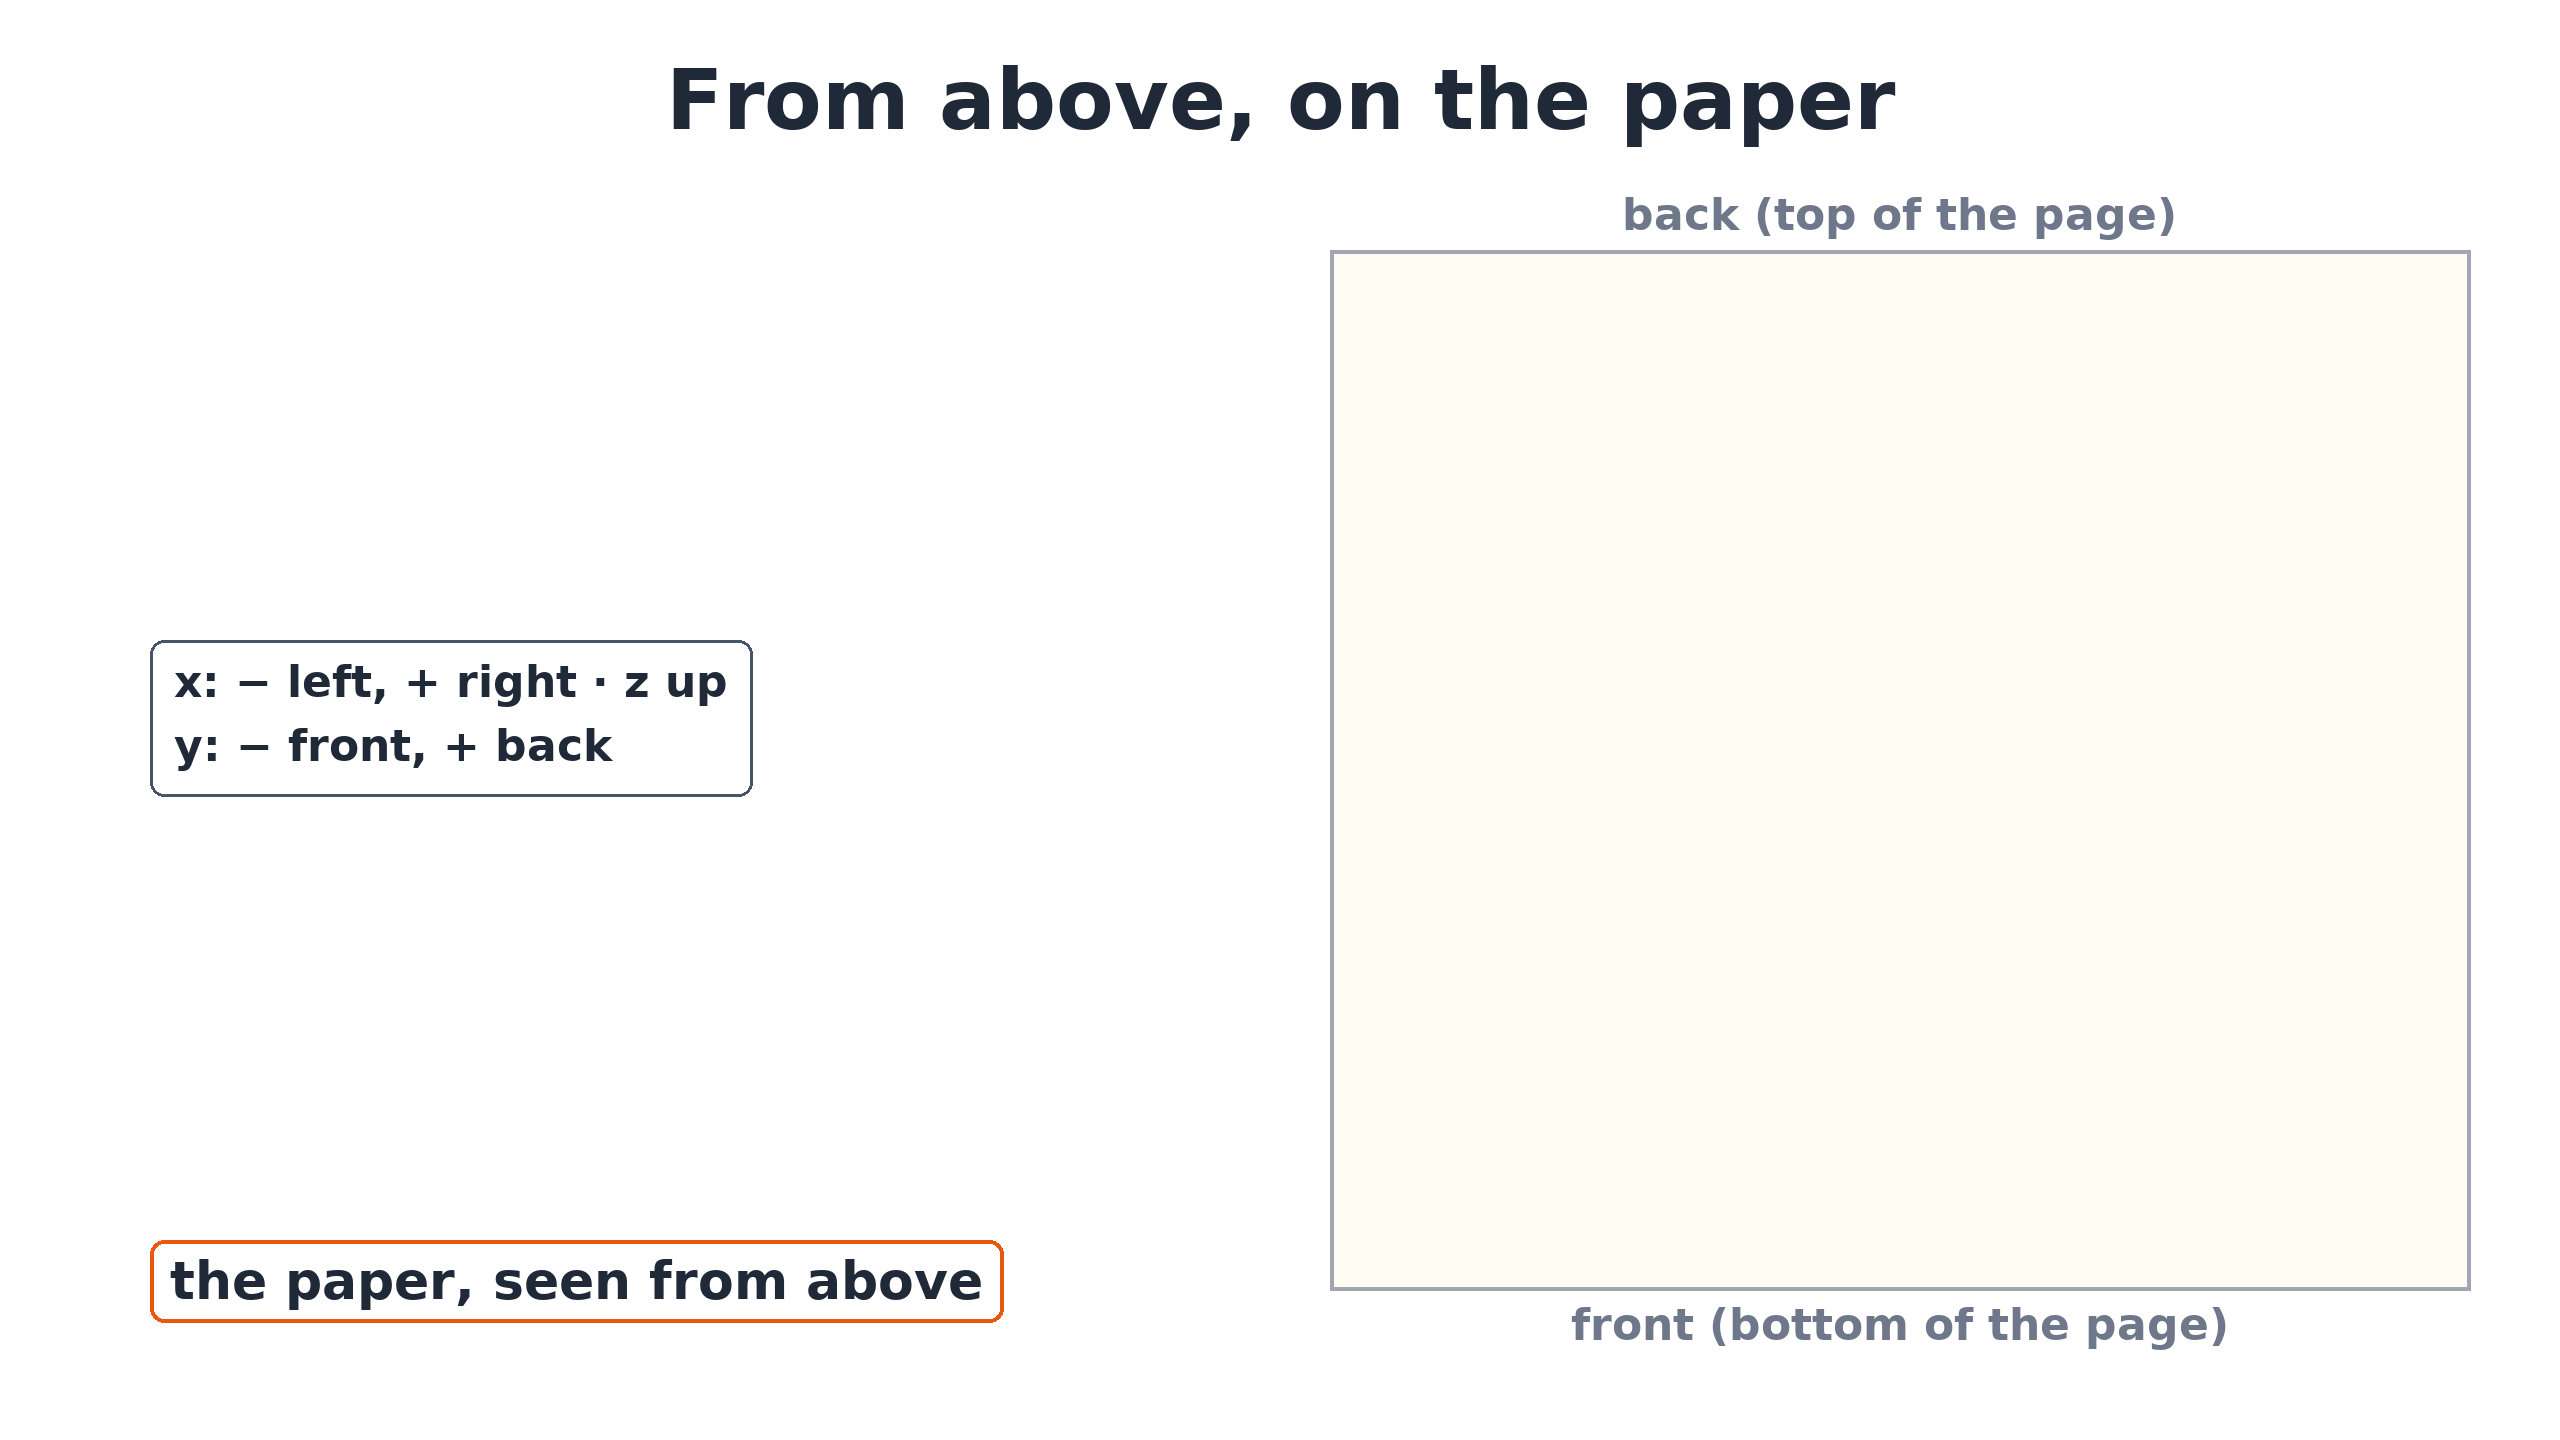 From above, on the paper
back (top of the page)
x: − left, + right · z up
y: − front, + back
the paper, seen from above
front (bottom of the page)